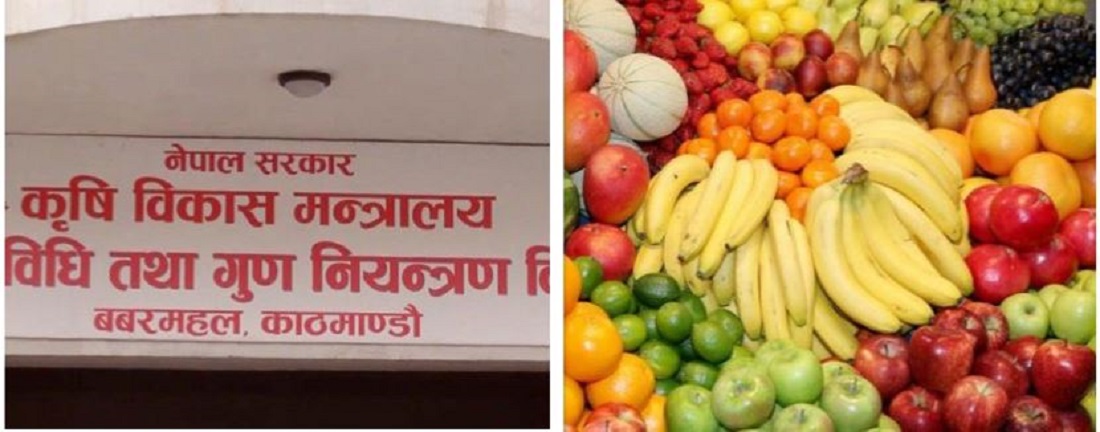 नेपाल सरकार
कृषि विकास मन्त्रालय
विधि तथा गुण नियन्त्रण
बबरमहल, काठमाण्डौ